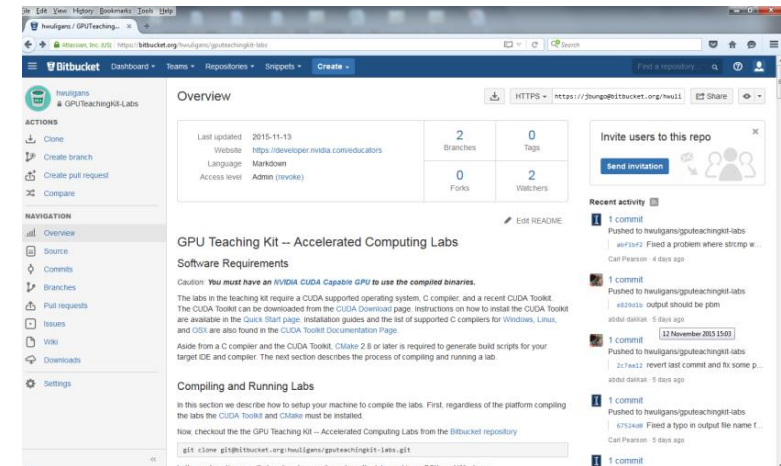 File Edit View History Bookmarks Tools Help
hwuligans / GPUTeaching...
Atlassian, Inc. (US) https://bitbucket.org/hwuligans/gputeachingkit-labs
Search
Bitbucket Dashboard Teams Repositories Snippets Create
Find a repository...
hwuligans
GPUTeachingKit-Labs
ACTIONS
Clone
Create branch
Create pull request
Compare
NAVIGATION
Overview
Source
Commits
Branches
Pull requests
Issues
Wiki
Downloads
Settings
Overview
HTTPS https://jbungo@bitbucket.org/hwuli
Share
Last updated 2015-11-13
Website https://developer.nvidia.com/educators
Language Markdown
Access level Admin (revoke)
2
Branches
0
Tags
0
Forks
2
Watchers
Edit README
GPU Teaching Kit -- Accelerated Computing Labs
Software Requirements
Caution: You must have an NVIDIA CUDA Capable GPU to use the compiled binaries.
The labs in the teaching kit require a CUDA supported operating system, C compiler, and a recent CUDA Toolkit.
The CUDA Toolkit can be downloaded from the CUDA Download page. Instructions on how to install the CUDA Toolkit
are available in the Quick Start page. Installation guides and the list of supported C compilers for Windows, Linux,
and OSX are also found in the CUDA Toolkit Documentation Page.
Aside from a C compiler and the CUDA Toolkit, CMake 2.8 or later is required to generate build scripts for your
target IDE and compiler. The next section describes the process of compiling and running a lab.
Compiling and Running Labs
In this section we describe how to setup your machine to compile the labs. First, regardless of the platform compiling
the labs the CUDA Toolkit and CMake must be installed.
Now, checkout the the GPU Teaching Kit -- Accelerated Computing Labs from the Bitbucket repository
git clone git@bitbucket.org:hwuligans/gputeachingkit-labs.git
Invite users to this repo
Send invitation
Recent activity
1 commit
Pushed to hwuligans/gputeachingkit-labs
abf1bf2 Fixed a problem where strcmp w...
Carl Pearson · 4 days ago
1 commit
Pushed to hwuligans/gputeachingkit-labs
output should be pbm
abdul dakkak · 5 days ago
12 November 2015 15:03
1 commit
Pushed to hwuligans/gputeachingkit-labs
2c7aa12 revert last commit and fix some p...
abdul dakkak · 5 days ago
1 commit
Pushed to hwuligans/gputeachingkit-labs
67524d0 Fixed a typo in output file name f...
Carl Pearson · 5 days ago
1 commit